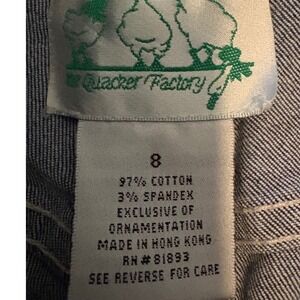 Quacker Factory
8
97% COTTON
3% SPANDEX
EXCLUSIVE OF
ORNAMENTATION
MADE IN HONG KONG
RN#81893
SEE REVERSE FOR CARE